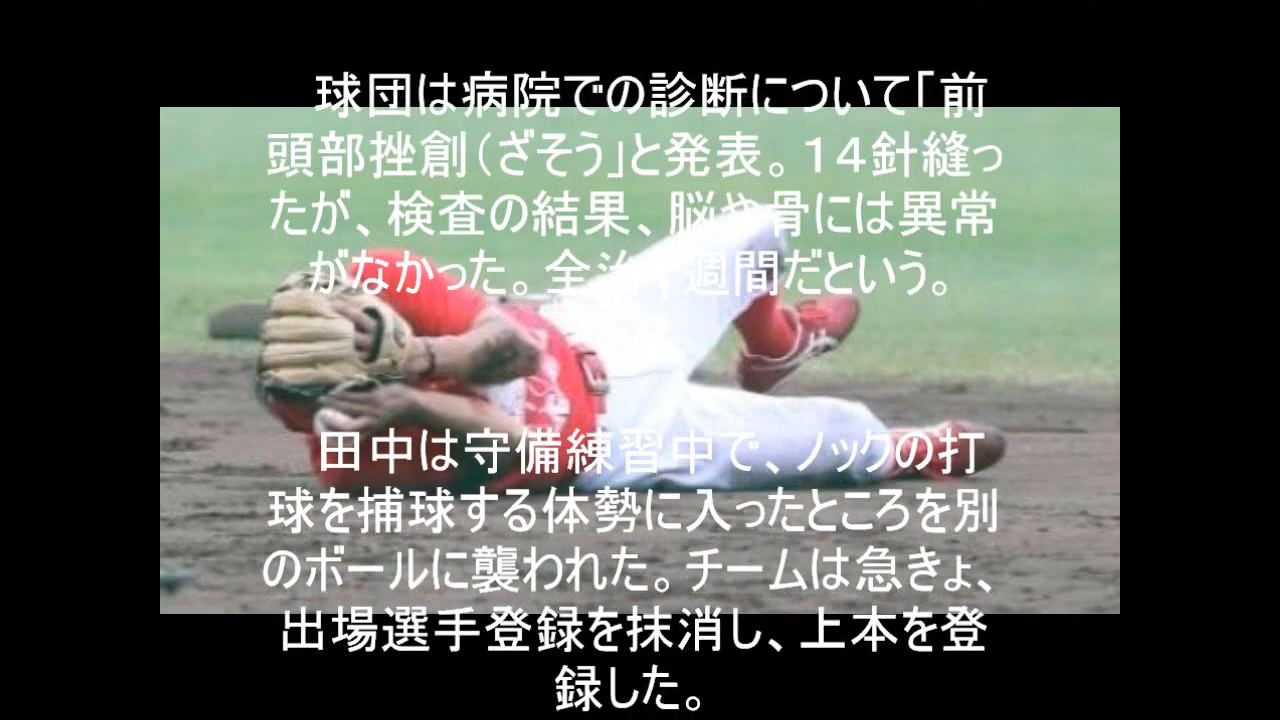 球団は病院での診断について「前
頭部挫創（ざそう」と発表。１４針縫っ
たが、検査の結果、脳や骨には異常
がなかった。全治 週間だという。
田中は守備練習中で、ノックの打
球を捕球する体勢に入ったところを別
のボールに襲われた。チームは急きょ、
出場選手登録を抹消し、上本を登
録した。